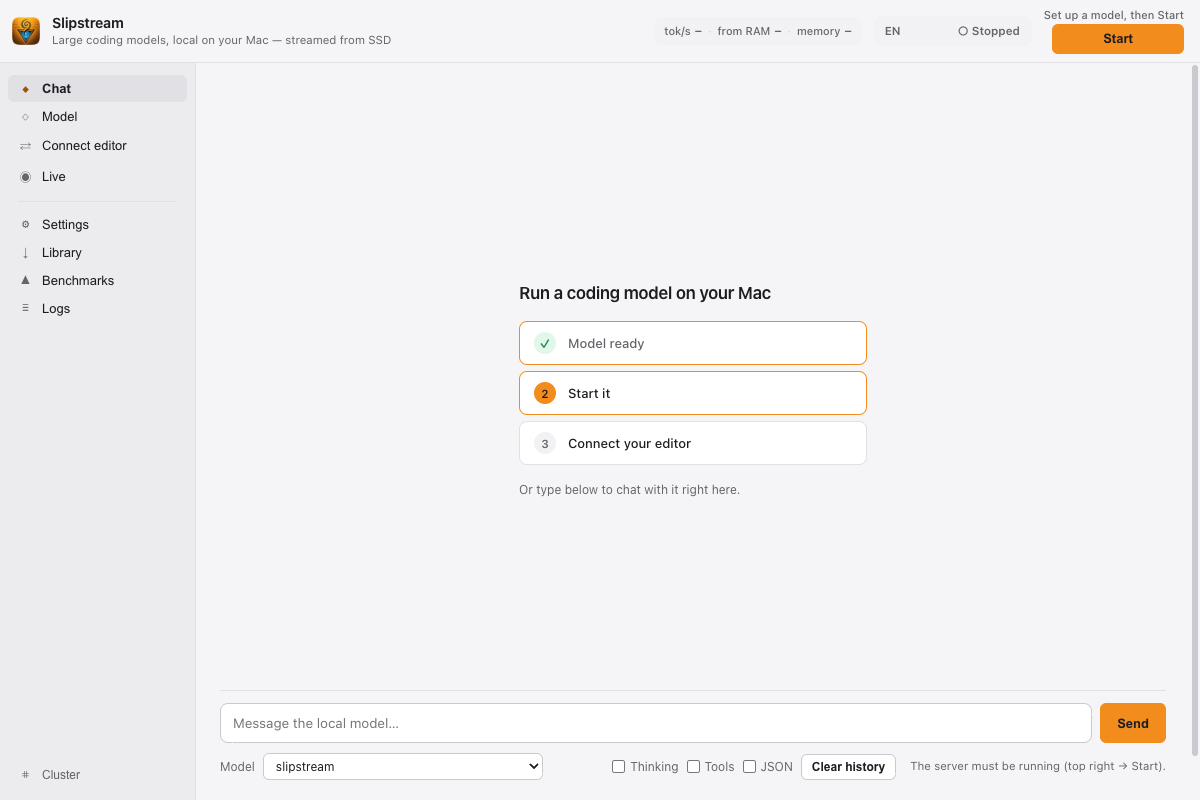 Slipstream
Large coding models, local on your Mac — streamed from SSD
tok/s – · from RAM – · memory –
EN
Stopped
Set up a model, then Start
Start
Chat
Model
Connect editor
Live
Settings
Library
Benchmarks
Logs
Cluster
Run a coding model on your Mac
Model ready
2 Start it
3 Connect your editor
Or type below to chat with it right here.
Message the local model...
Send
Model slipstream
Thinking
Tools
JSON
Clear history
The server must be running (top right → Start).